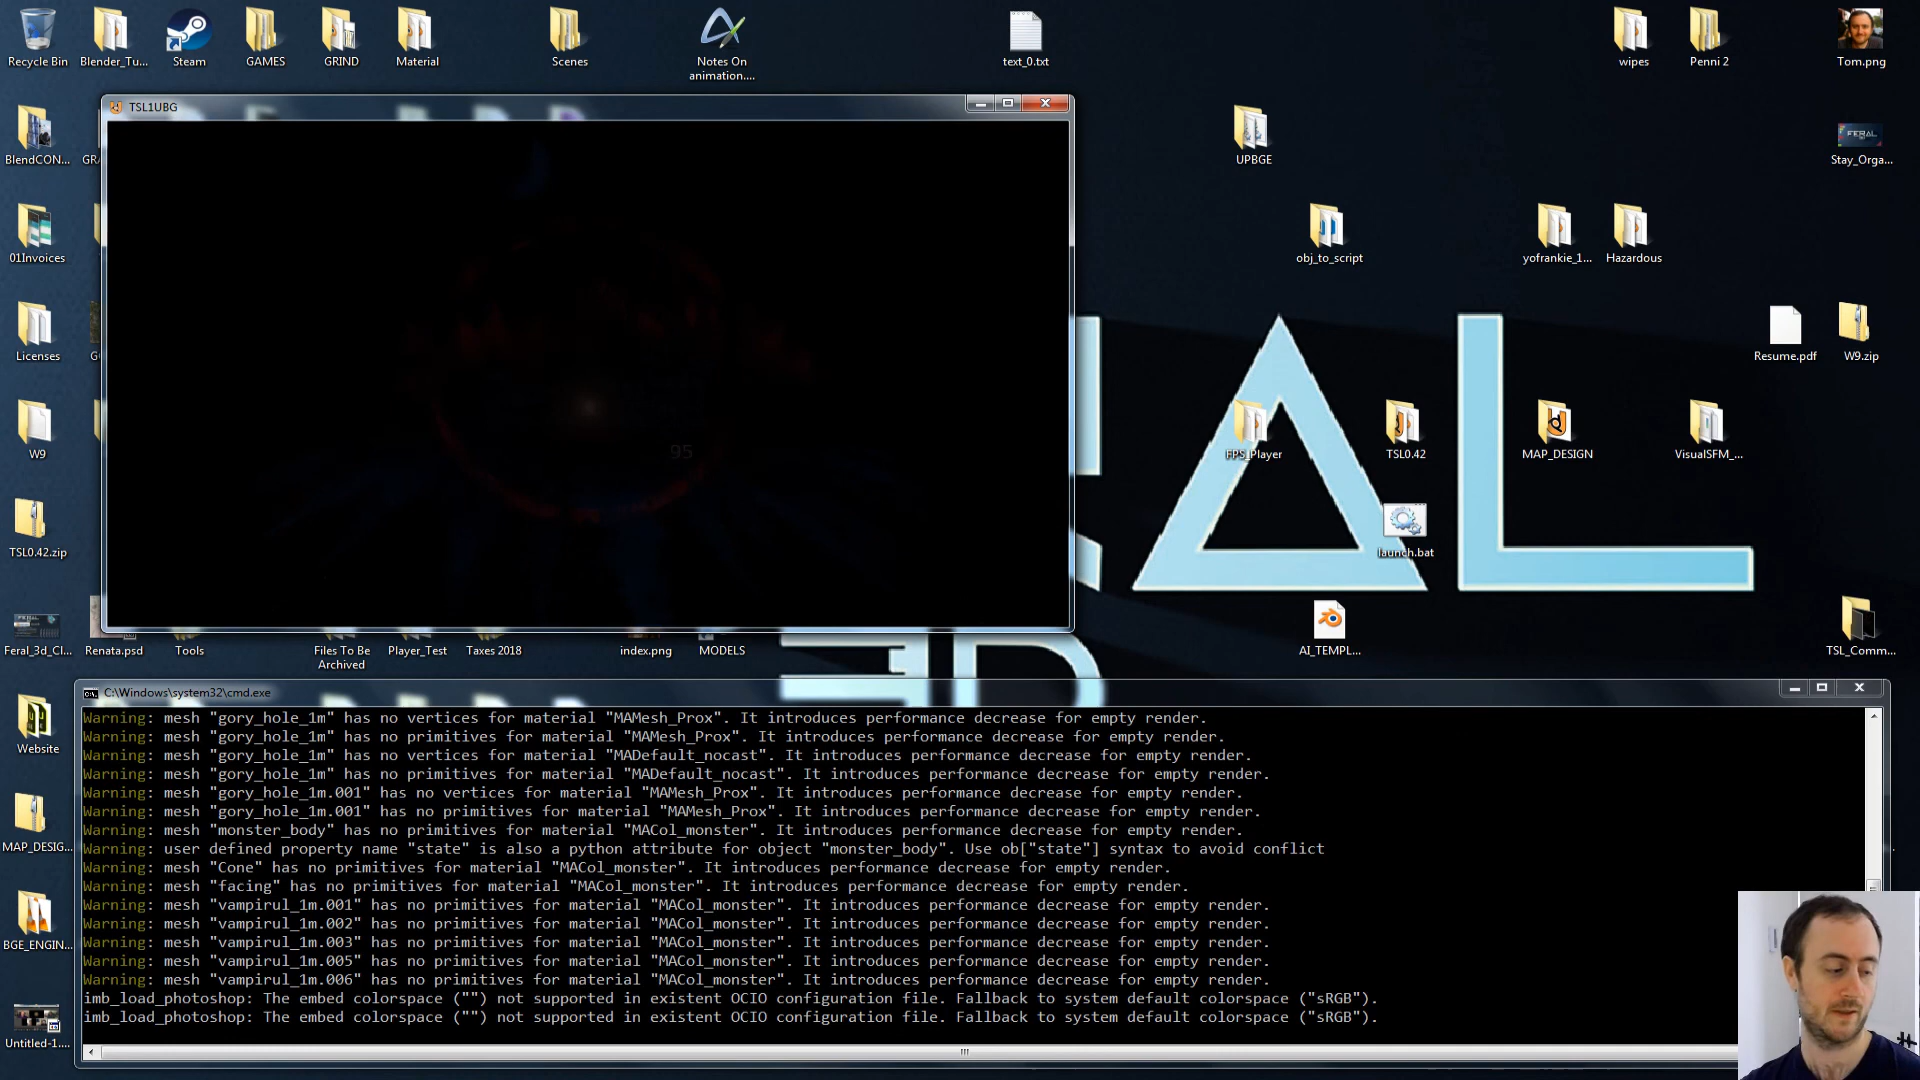 Recycle Bin
Blender_Tu...
Steam
GAMES
GRIND
Material
Scenes
Notes On
animation....
text_0.txt
wipes
Penni 2
Tom.png
TSL1UBG
BlendCON...
GR
UPBGE
FERAL
Stay_Orga...
01Invoices
obj_to_script
yofrankie_1...
Hazardous
Licenses
G
Resume.pdf
W9.zip
W9
95
FPS_Player
TSL0.42
MAP_DESIGN
VisualSFM_...
TSL0.42.zip
launch.bat
AL
3D
Feral_3d_Cl...
Renata.psd
Tools
Files To Be
Archived
Player_Test
Taxes 2018
index.png
MODELS
AI_TEMPL...
TSL_Comm...
C:\Windows\system32\cmd.exe
Website
MAP_DESIG...
BGE_ENGIN...
Untitled-1....
Warning: mesh "gory_hole_1m" has no vertices for material "MAMesh_Prox". It introduces performance decrease for empty render.
Warning: mesh "gory_hole_1m" has no primitives for material "MAMesh_Prox". It introduces performance decrease for empty render.
Warning: mesh "gory_hole_1m" has no vertices for material "MADefault_nocast". It introduces performance decrease for empty render.
Warning: mesh "gory_hole_1m" has no primitives for material "MADefault_nocast". It introduces performance decrease for empty render.
Warning: mesh "gory_hole_1m.001" has no vertices for material "MAMesh_Prox". It introduces performance decrease for empty render.
Warning: mesh "gory_hole_1m.001" has no primitives for material "MAMesh_Prox". It introduces performance decrease for empty render.
Warning: mesh "monster_body" has no primitives for material "MACol_monster". It introduces performance decrease for empty render.
Warning: user defined property name "state" is also a python attribute for object "monster_body". Use ob["state"] syntax to avoid conflict
Warning: mesh "Cone" has no primitives for material "MACol_monster". It introduces performance decrease for empty render.
Warning: mesh "facing" has no primitives for material "MACol_monster". It introduces performance decrease for empty render.
Warning: mesh "vampirul_1m.001" has no primitives for material "MACol_monster". It introduces performance decrease for empty render.
Warning: mesh "vampirul_1m.002" has no primitives for material "MACol_monster". It introduces performance decrease for empty render.
Warning: mesh "vampirul_1m.003" has no primitives for material "MACol_monster". It introduces performance decrease for empty render.
Warning: mesh "vampirul_1m.005" has no primitives for material "MACol_monster". It introduces performance decrease for empty render.
Warning: mesh "vampirul_1m.006" has no primitives for material "MACol_monster". It introduces performance decrease for empty render.
imb_load_photoshop: The embed colorspace ("") not supported in existent OCIO configuration file. Fallback to system default colorspace ("sRGB").
imb_load_photoshop: The embed colorspace ("") not supported in existent OCIO configuration file. Fallback to system default colorspace ("sRGB").